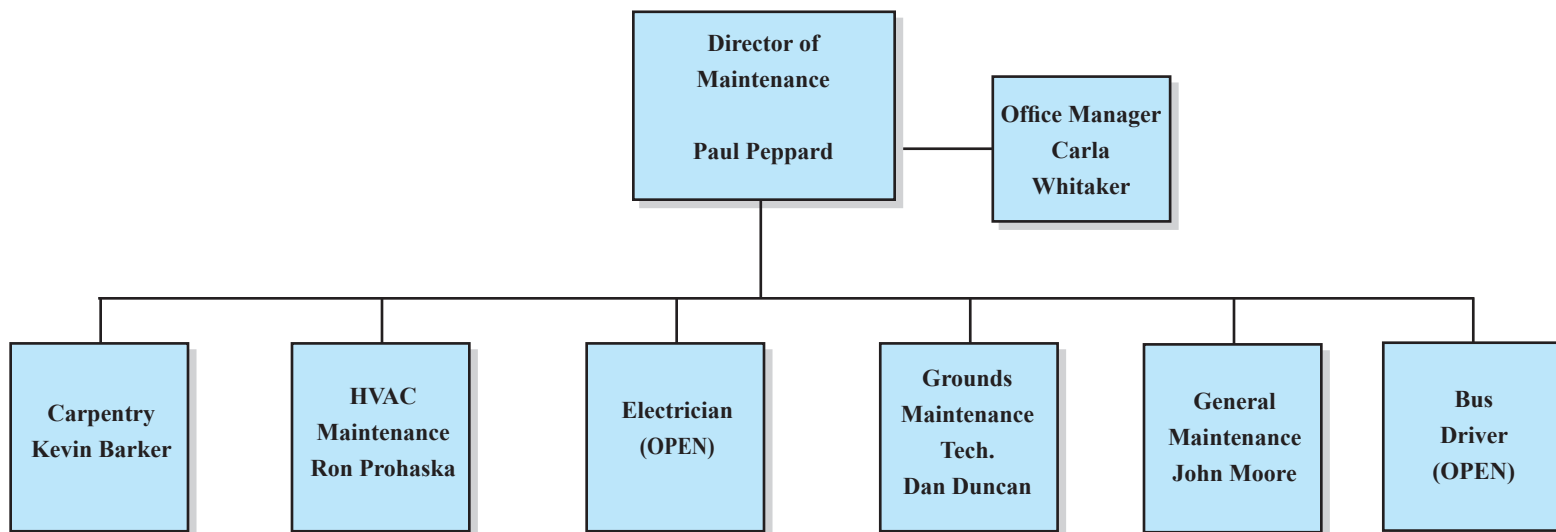 Director of
Maintenance
Paul Peppard
Office Manager
Carla
Whitaker
Carpentry
Kevin Barker
HVAC
Maintenance
Ron Prohaska
Electrician
(OPEN)
Grounds
Maintenance
Tech.
Dan Duncan
General
Maintenance
John Moore
Bus
Driver
(OPEN)